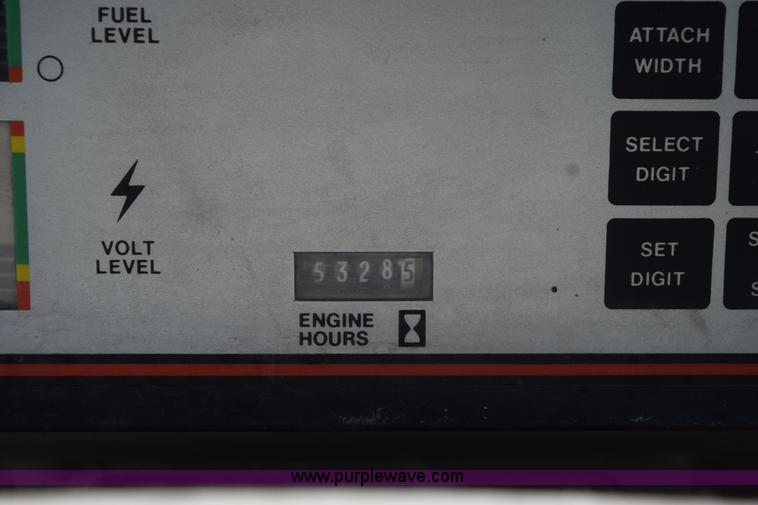 FUEL
LEVEL
ATTACH
WIDTH
SELECT
DIGIT
VOLT
LEVEL
SET
DIGIT
S
S
53285
ENGINE
HOURS
www.purplewave.com